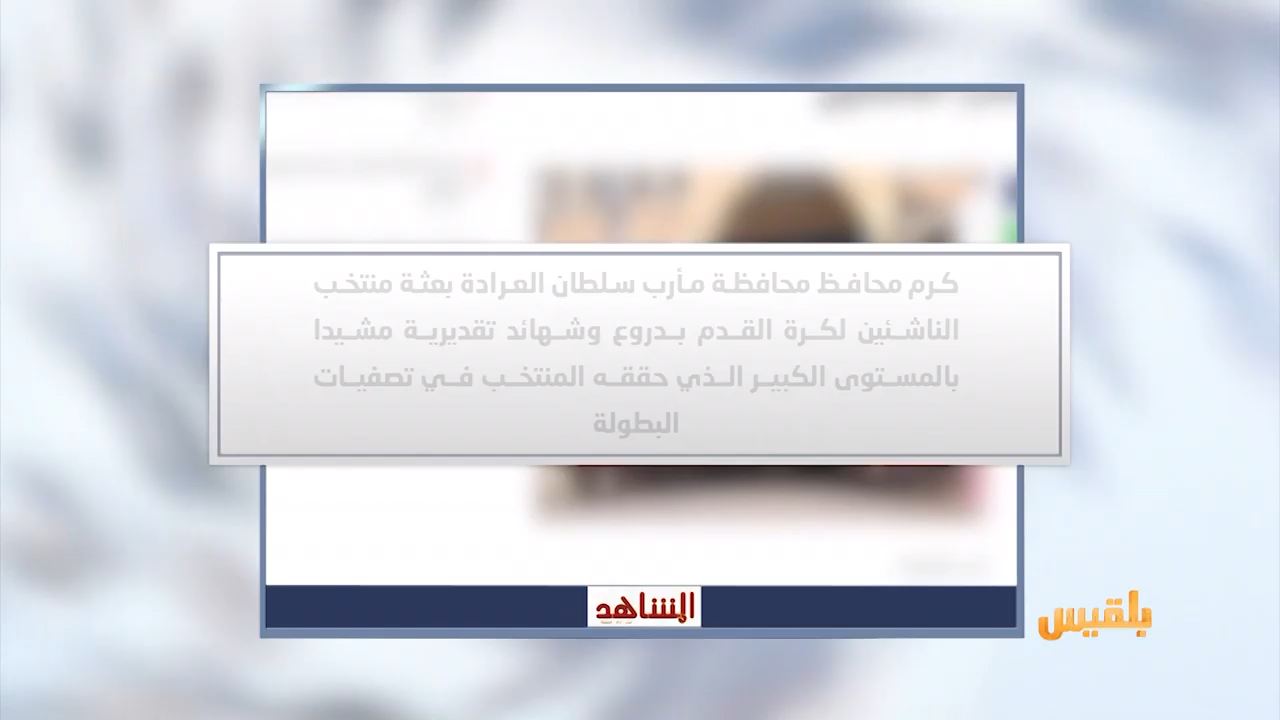 كرم محافظ محافظة مأرب سلطان العرادة بعثة منتخب
الناشئين لكرة القدم بدروع وشهائد تقديرية مشيدا
بالمستوى الكبير الذي حققه المنتخب في تصفيات
البطولة
المشاهد
بلقيس